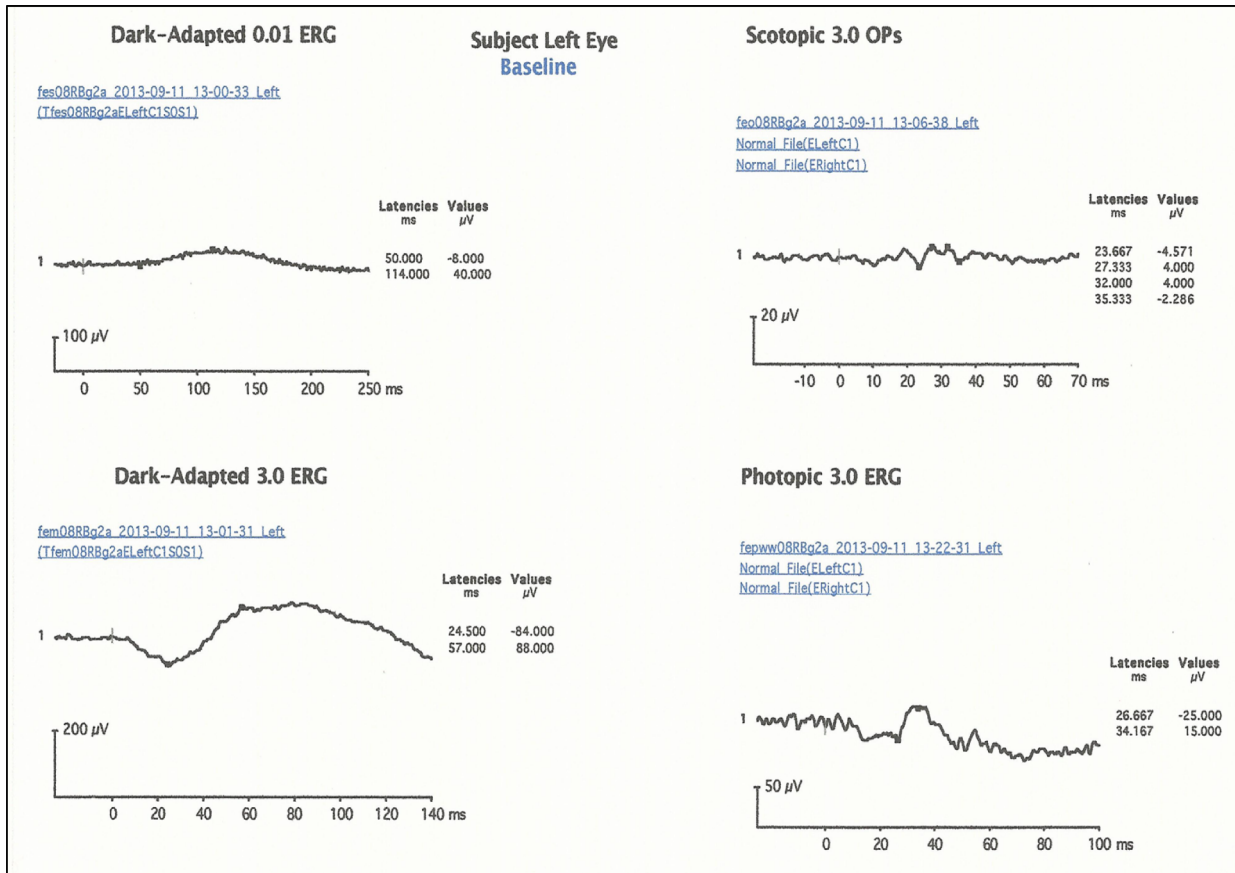 Dark-Adapted 0.01 ERG
Subject Left Eye
Baseline
Scotopic 3.0 OPs
fes08RBg2a 2013-09-11 13-00-33 Left
(Tfes08RBg2aELeftC1S0S1)
feo08RBg2a 2013-09-11 13-06-38 Left
Normal File(ELeftC1)
Normal File(ERightC1)
Latencies Values
ms µV
1
50.000 -8.000
114.000 40.000
100 µV
0 50 100 150 200 250 ms
Latencies Values
ms µV
1
23.667 -4.571
27.333 4.000
32.000 4.000
35.333 -2.286
20 µV
-10 0 10 20 30 40 50 60 70 ms
Dark-Adapted 3.0 ERG
Photopic 3.0 ERG
fem08RBg2a 2013-09-11 13-01-31 Left
(Tfem08RBg2aELeftC1S0S1)
fepww08RBg2a 2013-09-11 13-22-31 Left
Normal File(ELeftC1)
Normal File(ERightC1)
Latencies Values
ms µV
1
24.500 -84.000
57.000 88.000
200 µV
0 20 40 60 80 100 120 140 ms
Latencies Values
ms µV
1
26.667 -25.000
34.167 15.000
50 µV
0 20 40 60 80 100 ms